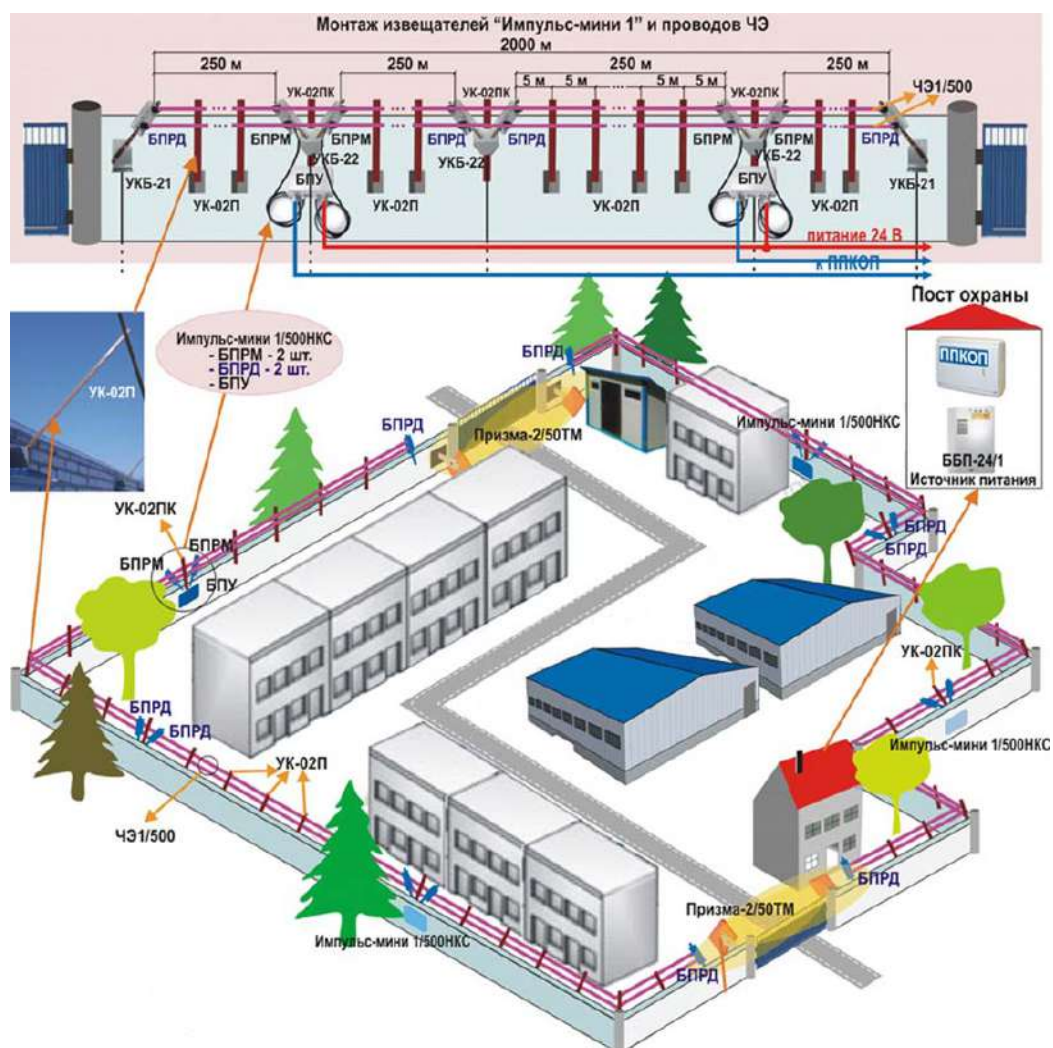 Монтаж извещателей “Импульс-мини 1” и проводов ЧЭ
2000 м
250 м
250 м
250 м
250 м
5 м
5 м
5 м
5 м
УК-02ПК
УК-02ПК
УК-02ПК
ЧЭ1/500
БПРД
БПРМ
БПРМ
БПРД
БПРД
БПРМ
БПРМ
БПРД
УКБ-21
УКБ-22
УКБ-22
УКБ-22
УКБ-21
БПУ
БПУ
УК-02П
УК-02П
УК-02П
УК-02П
питание 24 В
к ППКОП
Пост охраны
ППКОП
ББП-24/1
Источник питания
УК-02П
Импульс-мини 1/500НКС
- БПРМ - 2 шт.
- БПРД - 2 шт.
- БПУ
БПРД
БПРД
Призма-2/50ТМ
Импульс-мини 1/500НКС
УК-02ПК
БПРМ
БПРМ
БПУ
БПРД
БПРД
УК-02ПК
Импульс-мини 1/500НКС
БПРД
БПРД
УК-02П
ЧЭ1/500
БПРД
Призма-2/50ТМ
Импульс-мини 1/500НКС
БПРД